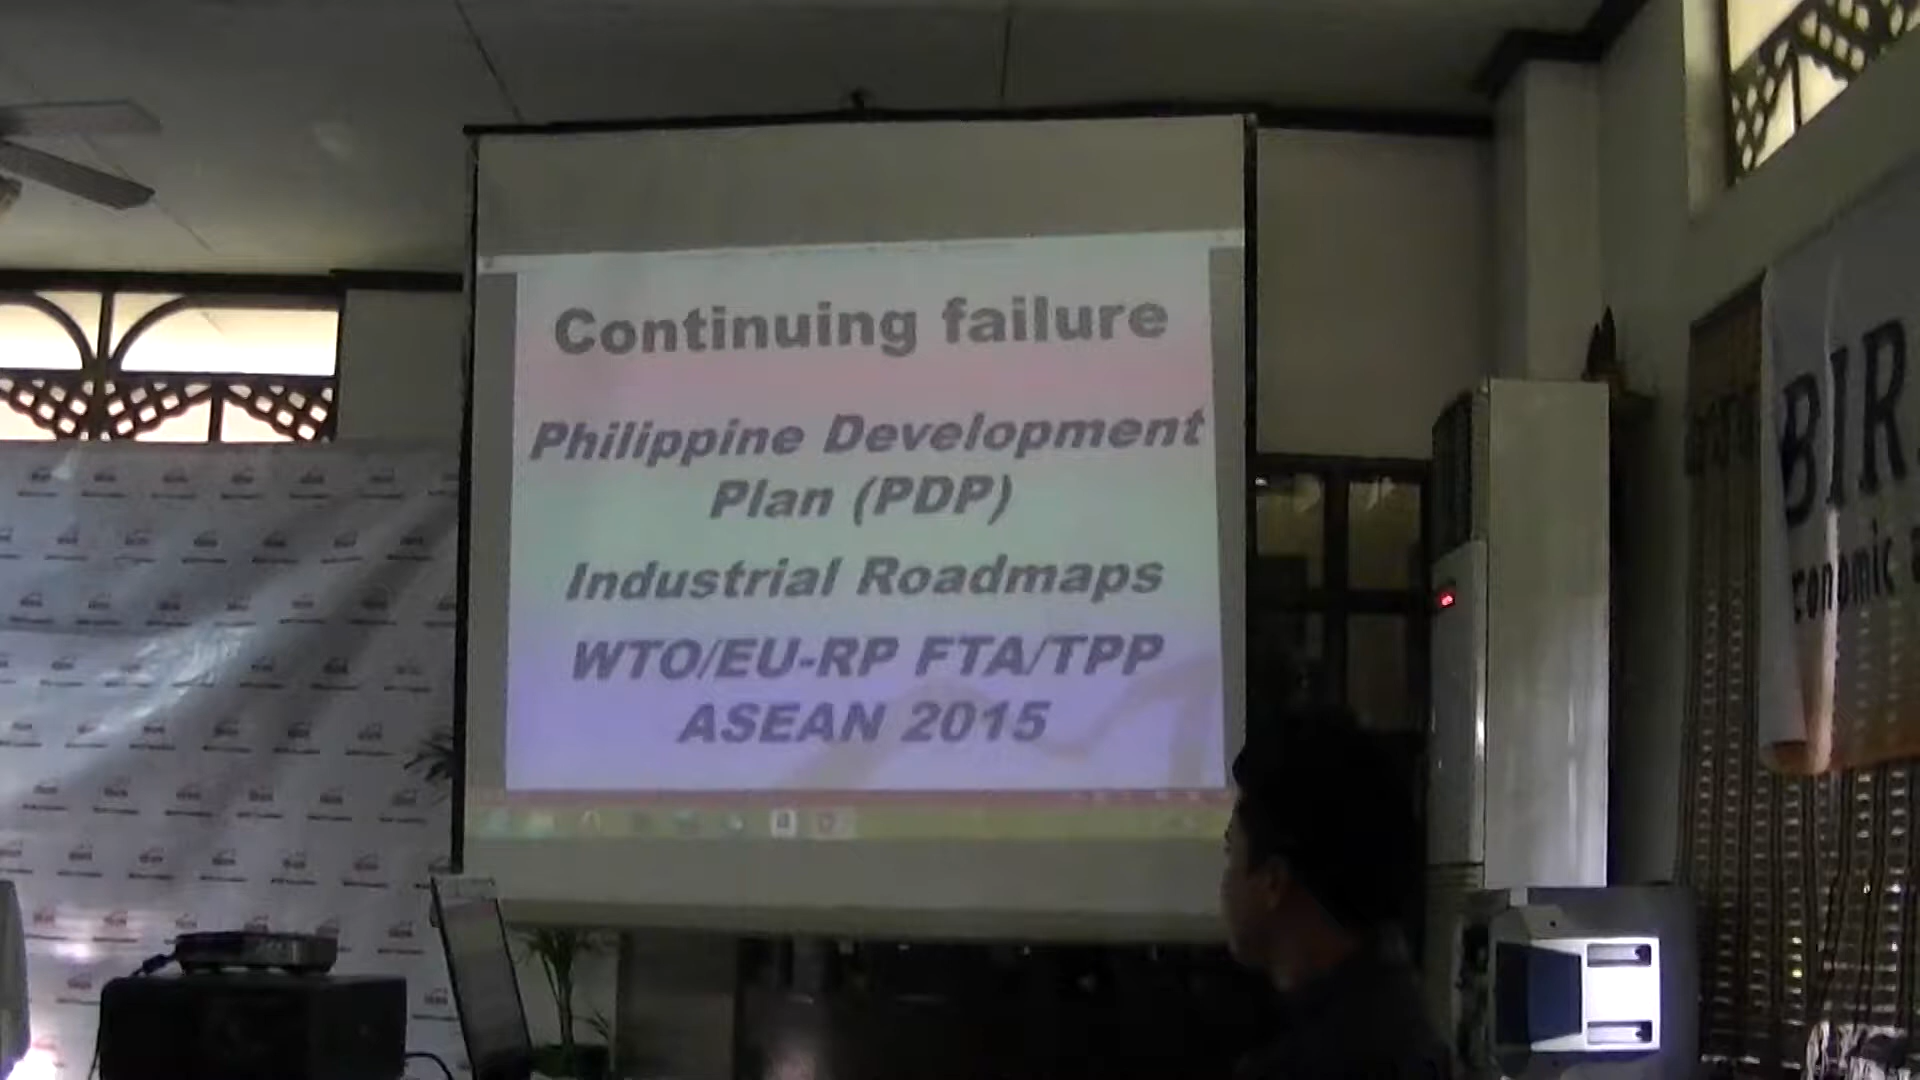 Continuing failure
Philippine Development
Plan (PDP)
Industrial Roadmaps
WTO/EU-RP FTA/TPP
ASEAN 2015
BIR
conomic